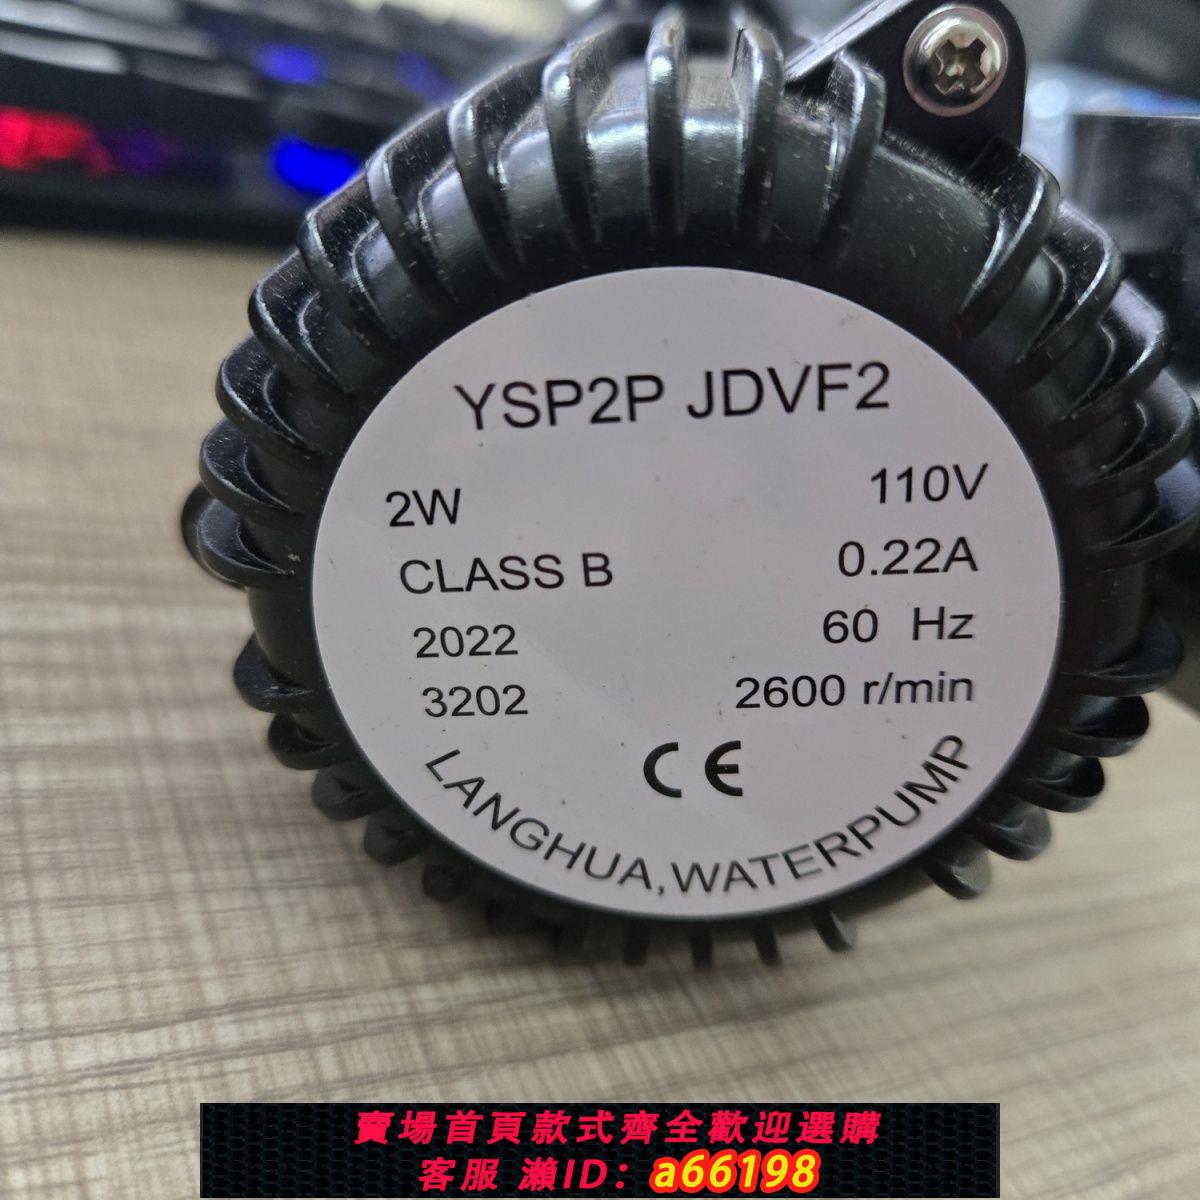 YSP2P JDVF2
2W
110V
CLASS B
0.22A
2022
60 Hz
3202
2600 r/min
CE
LANGHUA,WATERPUMP
賣場首頁款式齊全歡迎選購
客服 瀨ID：a66198